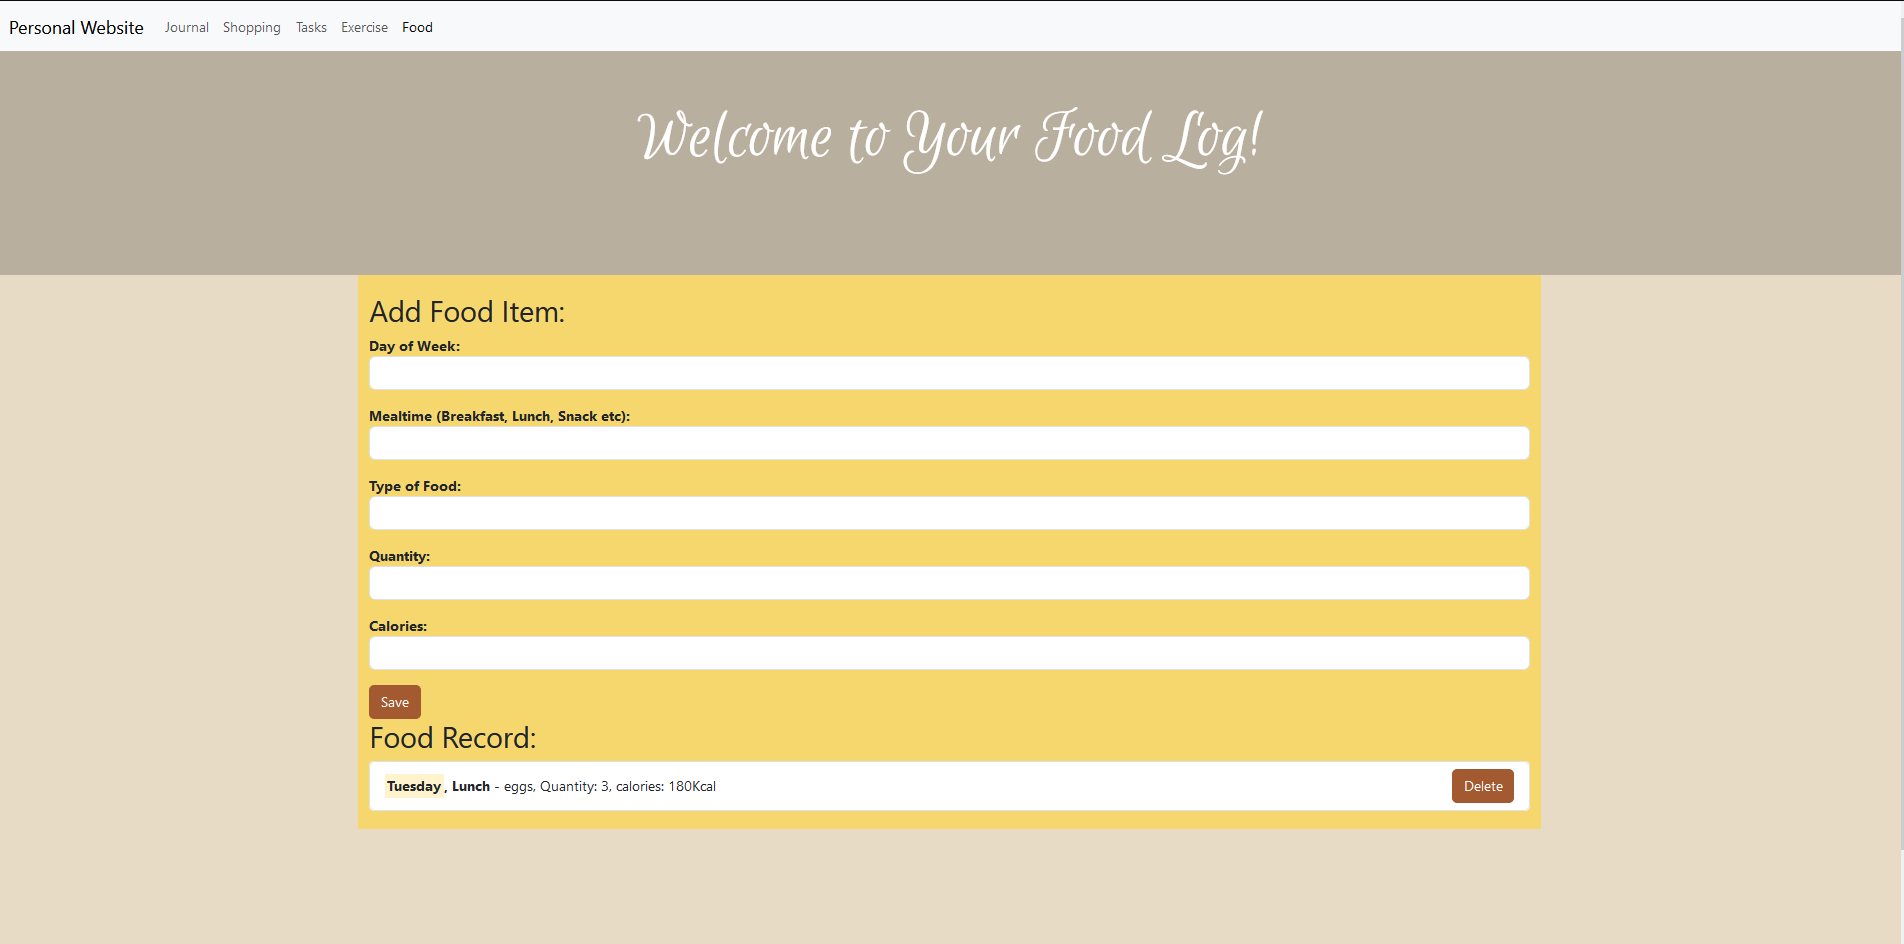 Personal Website Journal Shopping Tasks Exercise Food
Welcome to Your Food Log!
Add Food Item:
Day of Week:
Mealtime (Breakfast, Lunch, Snack etc):
Type of Food:
Quantity:
Calories:
Save
Food Record:
Tuesday , Lunch - eggs, Quantity: 3, calories: 180Kcal Delete